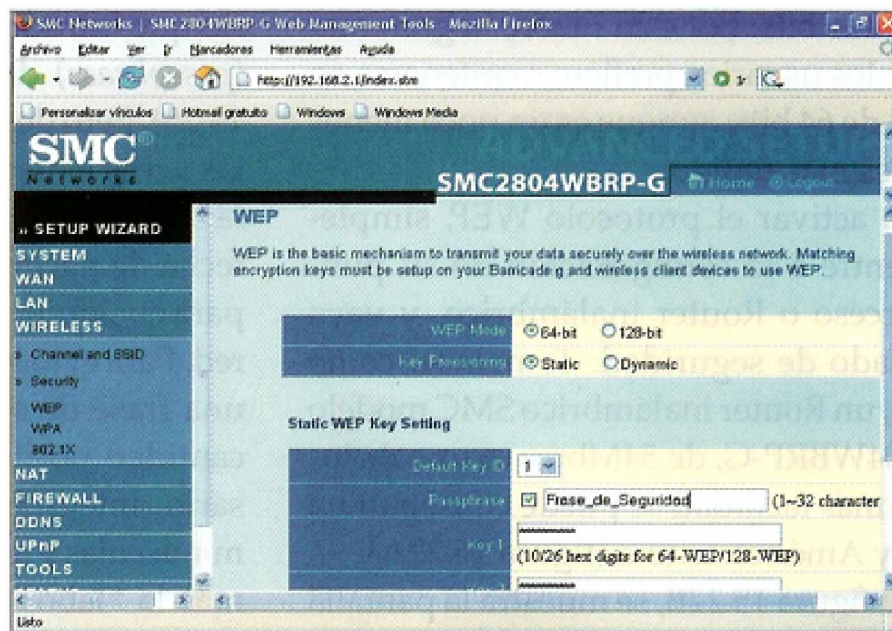 SMC Networks | SMC2804WBRP-G Web Management Tools - Mozilla Firefox
Archivo Editar Ver Ir Marcadores Herramientas Ayuda
http://192.168.2.1/index.stm Ir
Personalizar vínculos Hotmail gratuito Windows Windows Media
SMC®
Networks
SMC2804WBRP-G Home Logout
» SETUP WIZARD
SYSTEM
WAN
LAN
WIRELESS
» Channel and SSID
» Security
WEP
WPA
802.1X
NAT
FIREWALL
DDNS
UPnP
TOOLS
STATUS
WEP
WEP is the basic mechanism to transmit your data securely over the wireless network. Matching
encryption keys must be setup on your Barricade g and wireless client devices to use WEP.
WEP Mode 64-bit 128-bit
Key Provisioning Static Dynamic
Static WEP Key Setting
Default Key ID 1
Passphrase Frase_de_Seguridad (1~32 character
Key 1 **********
(10/26 hex digits for 64-WEP/128-WEP)
Key 2 **********
Listo